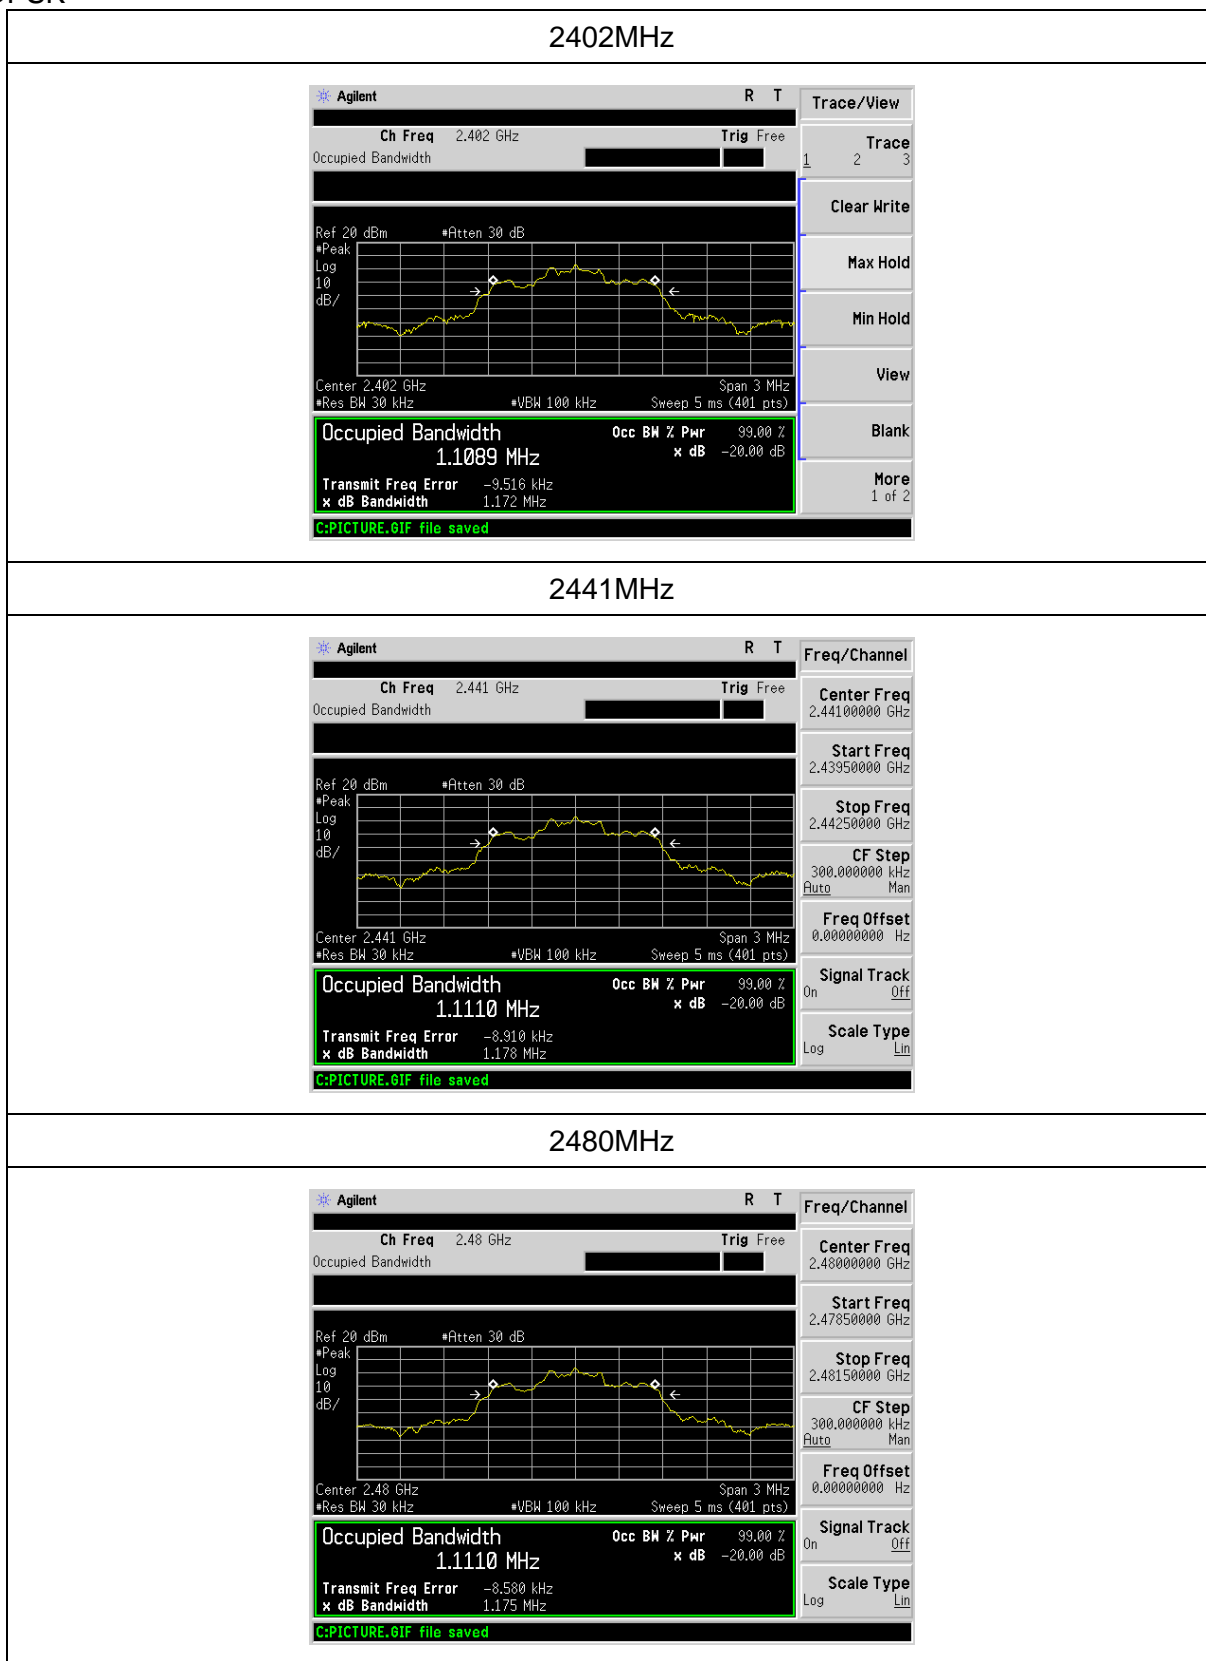 2402MHz
Agilent R T
Trace/View
Ch Freq 2.402 GHz Trig Free
Occupied Bandwidth
Trace
1 2 3
Clear Write
Ref 20 dBm #Atten 30 dB
#Peak
Log
10
dB/
Max Hold
Min Hold
View
Center 2.402 GHz Span 3 MHz
#Res BW 30 kHz #VBW 100 kHz Sweep 5 ms (401 pts)
Blank
Occupied Bandwidth Occ BW % Pwr 99.00 %
1.1089 MHz x dB -20.00 dB
Transmit Freq Error -9.516 kHz
x dB Bandwidth 1.172 MHz
More
1 of 2
C:PICTURE.GIF file saved
2441MHz
Agilent R T
Freq/Channel
Ch Freq 2.441 GHz Trig Free
Occupied Bandwidth
Center Freq
2.44100000 GHz
Start Freq
2.43950000 GHz
Ref 20 dBm #Atten 30 dB
#Peak
Log
10
dB/
Stop Freq
2.44250000 GHz
CF Step
300.000000 kHz
Auto Man
Freq Offset
0.00000000 Hz
Center 2.441 GHz Span 3 MHz
#Res BW 30 kHz #VBW 100 kHz Sweep 5 ms (401 pts)
Signal Track
On Off
Occupied Bandwidth Occ BW % Pwr 99.00 %
1.1110 MHz x dB -20.00 dB
Transmit Freq Error -8.910 kHz
x dB Bandwidth 1.178 MHz
Scale Type
Log Lin
C:PICTURE.GIF file saved
2480MHz
Agilent R T
Freq/Channel
Ch Freq 2.48 GHz Trig Free
Occupied Bandwidth
Center Freq
2.48000000 GHz
Start Freq
2.47850000 GHz
Ref 20 dBm #Atten 30 dB
#Peak
Log
10
dB/
Stop Freq
2.48150000 GHz
CF Step
300.000000 kHz
Auto Man
Freq Offset
0.00000000 Hz
Center 2.48 GHz Span 3 MHz
#Res BW 30 kHz #VBW 100 kHz Sweep 5 ms (401 pts)
Signal Track
On Off
Occupied Bandwidth Occ BW % Pwr 99.00 %
1.1110 MHz x dB -20.00 dB
Transmit Freq Error -8.580 kHz
x dB Bandwidth 1.175 MHz
Scale Type
Log Lin
C:PICTURE.GIF file saved